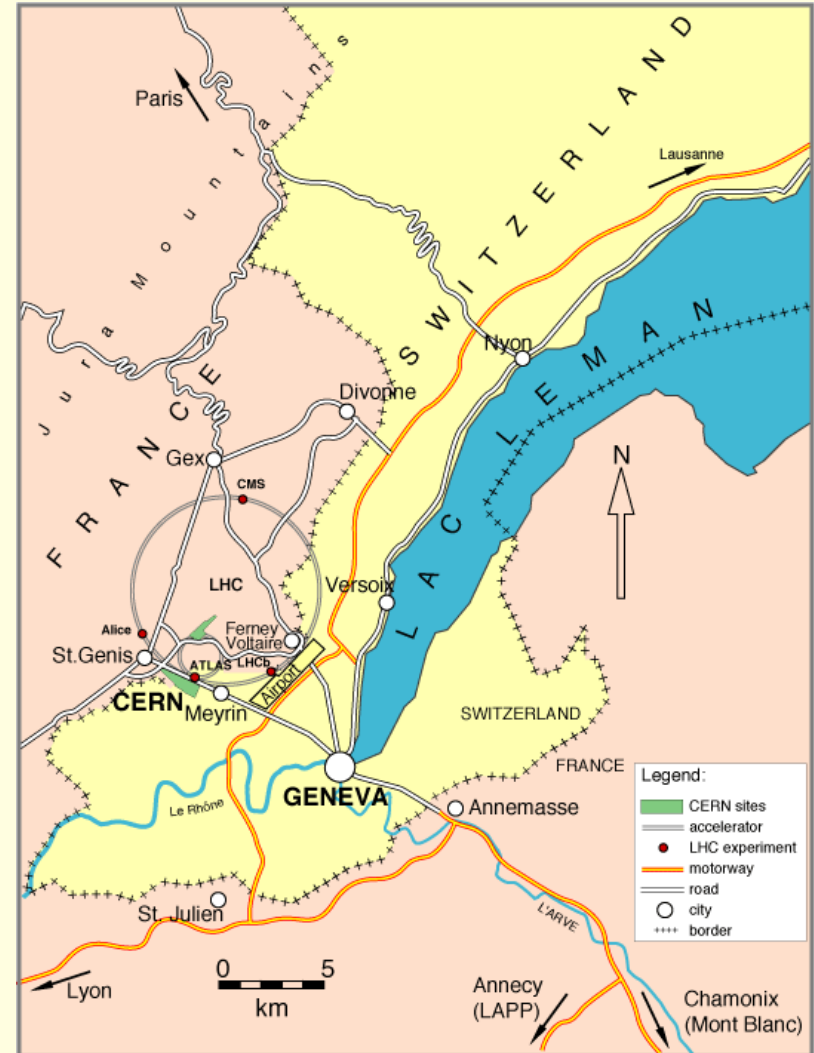 Paris
Jura Mountains
SWITZERLAND
Lausanne
FRANCE
LAC LEMAN
Nyon
Divonne
Gex
CMS
N
LHC
Versoix
Alice
Ferney
Voltaire
St.Genis
ATLAS
LHCb
Airport
CERN
Meyrin
SWITZERLAND
FRANCE
GENEVA
Le Rhône
Annemasse
St. Julien
L'ARVE
Lyon
0 5
km
Annecy
(LAPP)
Chamonix
(Mont Blanc)
Legend:
CERN sites
accelerator
LHC experiment
motorway
road
city
border